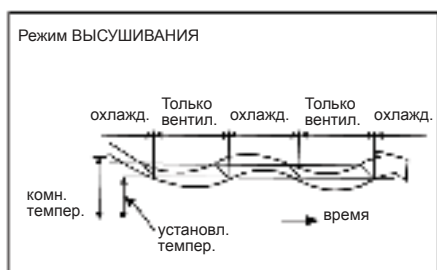 Режим ВЫСУШИВАНИЯ
охлажд.
Только
вентил.
охлажд.
Только
вентил.
охлажд.
комн.
темпер.
установл.
темпер.
время